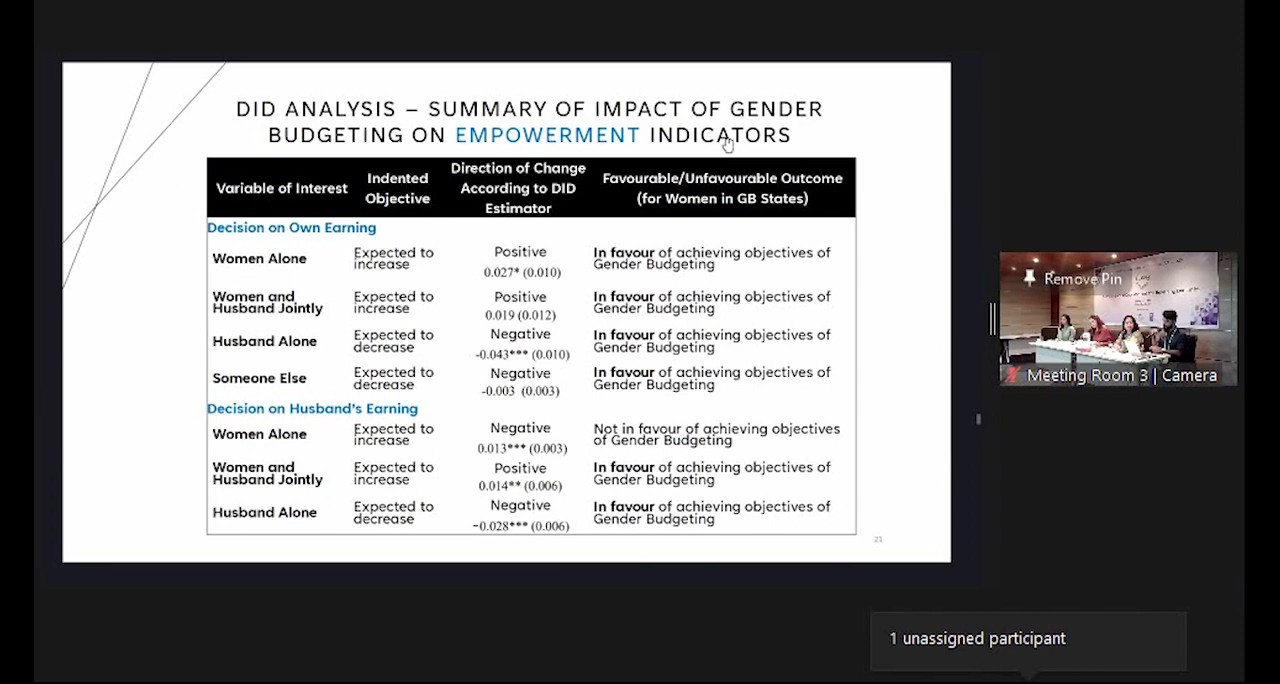 DID ANALYSIS – SUMMARY OF IMPACT OF GENDER
BUDGETING ON EMPOWERMENT INDICATORS
Variable of Interest
Indented
Objective
Direction of Change
According to DID
Estimator
Favourable/Unfavourable Outcome
(for Women in GB States)
Decision on Own Earning
Women Alone
Expected to
increase
Positive
0.027* (0.010)
In favour of achieving objectives of
Gender Budgeting
Women and
Husband Jointly
Expected to
increase
Positive
0.019 (0.012)
In favour of achieving objectives of
Gender Budgeting
Husband Alone
Expected to
decrease
Negative
-0.043*** (0.010)
In favour of achieving objectives of
Gender Budgeting
Someone Else
Expected to
decrease
Negative
-0.003 (0.003)
In favour of achieving objectives of
Gender Budgeting
Decision on Husband's Earning
Women Alone
Expected to
increase
Negative
0.013*** (0.003)
Not in favour of achieving objectives
of Gender Budgeting
Women and
Husband Jointly
Expected to
increase
Positive
0.014** (0.006)
In favour of achieving objectives of
Gender Budgeting
Husband Alone
Expected to
decrease
Negative
−0.028*** (0.006)
In favour of achieving objectives of
Gender Budgeting
21
Remove Pin
Meeting Room 3 | Camera
1 unassigned participant